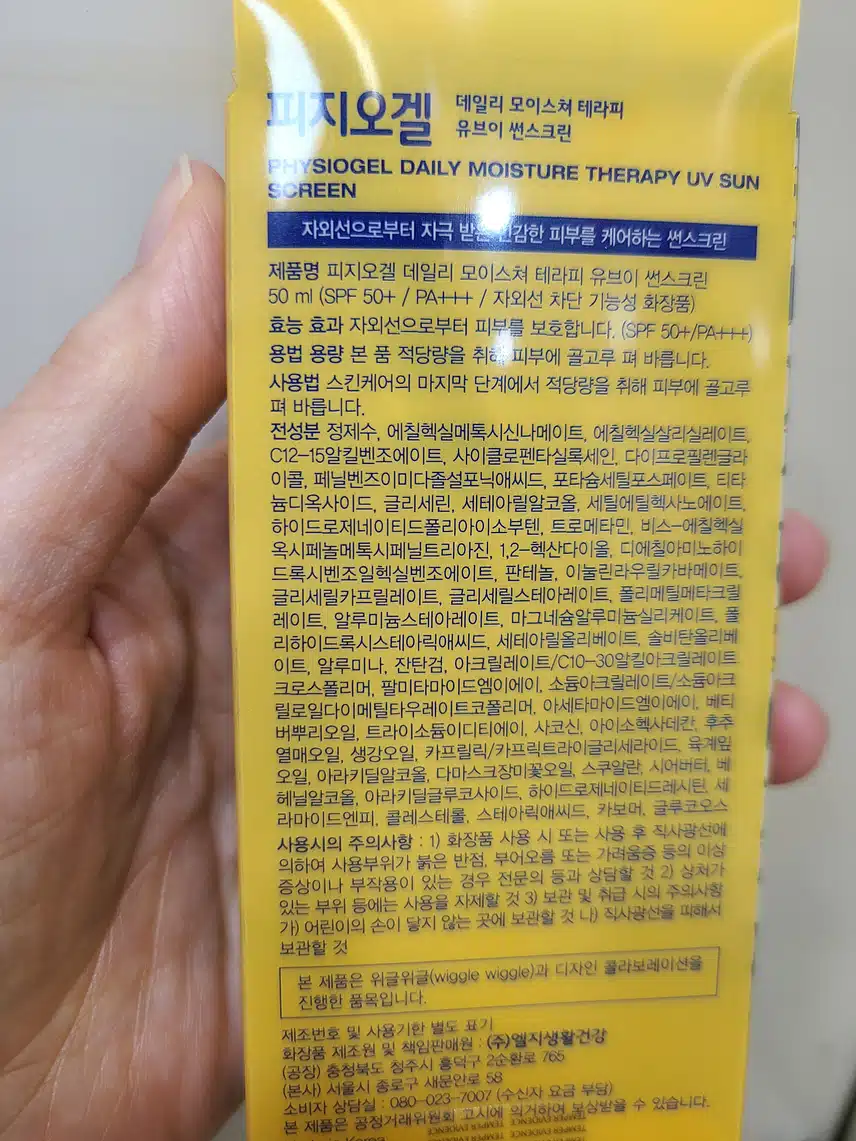 피지오겔
데일리 모이스쳐 테라피
유브이 썬스크린
PHYSIOGEL DAILY MOISTURE THERAPY UV SUN
SCREEN
자외선으로부터 자극 받은 민감한 피부를 케어하는 썬스크린
제품명 피지오겔 데일리 모이스쳐 테라피 유브이 썬스크린
50 ml (SPF 50+ / PA+++ / 자외선 차단 기능성 화장품)
효능 효과 자외선으로부터 피부를 보호합니다. (SPF 50+/PA+++)
용법 용량 본 품 적당량을 취해 피부에 골고루 펴 바릅니다.
사용법 스킨케어의 마지막 단계에서 적당량을 취해 피부에 골고루
펴 바릅니다.
전성분 정제수, 에칠헥실메톡시신나메이트, 에칠헥실살리실레이트,
C12-15알킬벤조에이트, 사이클로펜타실록세인, 다이프로필렌글라
이콜, 페닐벤즈이미다졸설포닉애씨드, 포타슘세틸포스페이트, 티타
늄디옥사이드, 글리세린, 세테아릴알코올, 세틸에틸헥사노에이트,
하이드로제네이티드폴리아이소부텐, 트로메타민, 비스-에칠헥실
옥시페놀메톡시페닐트리아진, 1,2-헥산다이올, 디에칠아미노하이
드록시벤조일헥실벤조에이트, 판테놀, 이눌린라우릴카바메이트,
글리세릴카프릴레이트, 글리세릴스테아레이트, 폴리메틸메타크릴
레이트, 알루미늄스테아레이트, 마그네슘알루미늄실리케이트, 폴
리하이드록시스테아릭애씨드, 세테아릴올리베이트, 솔비탄올리베
이트, 알루미나, 잔탄검, 아크릴레이트/C10-30알킬아크릴레이트
크로스폴리머, 팔미타마이드엠이에이, 소듐아크릴레이트/소듐아크
릴로일다이메틸타우레이트코폴리머, 아세타마이드엠이에이, 베티
버뿌리오일, 트라이소듐이디티에이, 사코신, 아이소헥사데칸, 후추
열매오일, 생강오일, 카프릴릭/카프릭트라이글리세라이드, 육계잎
오일, 아라키딜알코올, 다마스크장미꽃오일, 스쿠알란, 시어버터, 베
헤닐알코올, 아라키딜글루코사이드, 하이드로제네이티드레시틴, 세
라마이드엔피, 콜레스테롤, 스테아릭애씨드, 카보머, 글루코오스
사용시의 주의사항 : 1) 화장품 사용 시 또는 사용 후 직사광선에
의하여 사용부위가 붉은 반점, 부어오름 또는 가려움증 등의 이상
증상이나 부작용이 있는 경우 전문의 등과 상담할 것 2) 상처가
있는 부위 등에는 사용을 자제할 것 3) 보관 및 취급 시의 주의사항
가) 어린이의 손이 닿지 않는 곳에 보관할 것 나) 직사광선을 피해서
보관할 것
본 제품은 위글위글(wiggle wiggle)과 디자인 콜라보레이션을
진행한 품목입니다.
제조번호 및 사용기한 별도 표기
화장품 제조원 및 책임판매원 : (주)엘지생활건강
(공장) 충청북도 청주시 흥덕구 2순환로 765
(본사) 서울시 종로구 새문안로 58
소비자 상담실 : 080-023-7007 (수신자 요금 부담)
본 제품은 공정거래위원회 고시에 의거하여 보상받을 수 있습니다.
TEMPER EVIDENCE